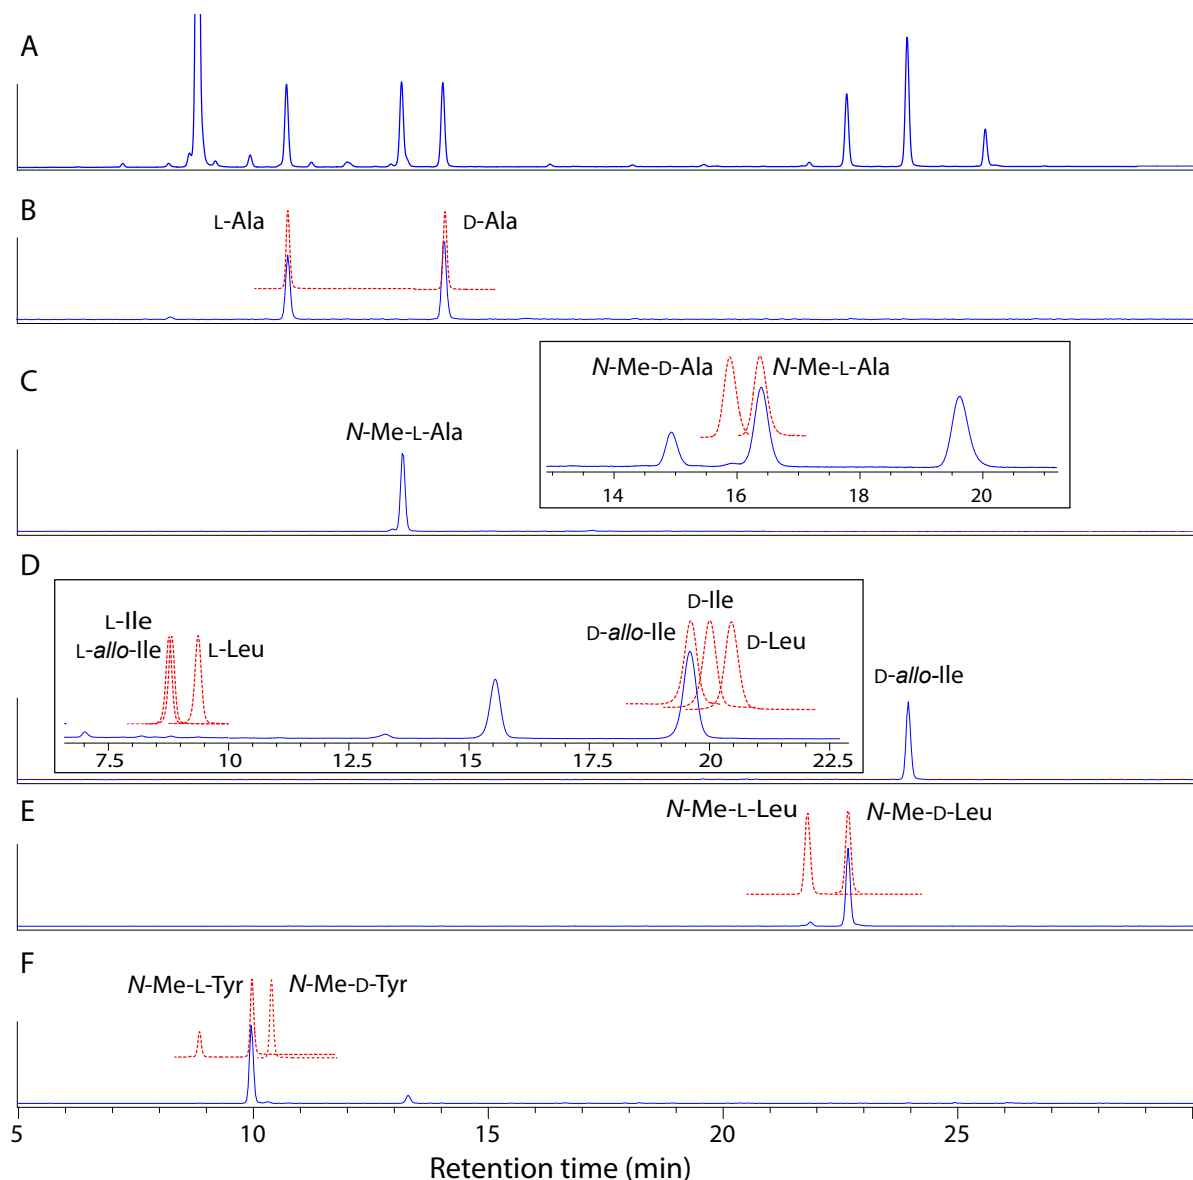 A
B
L-Ala
D-Ala
C
N-Me-L-Ala
N-Me-D-Ala
N-Me-L-Ala
14
16
18
20
D
L-Ile
L-allo-Ile
L-Leu
D-Ile
D-allo-Ile
D-Leu
7.5
10
12.5
15
17.5
20
22.5
D-allo-Ile
E
N-Me-L-Leu
N-Me-D-Leu
F
N-Me-L-Tyr
N-Me-D-Tyr
5
10
15
20
25
Retention time (min)